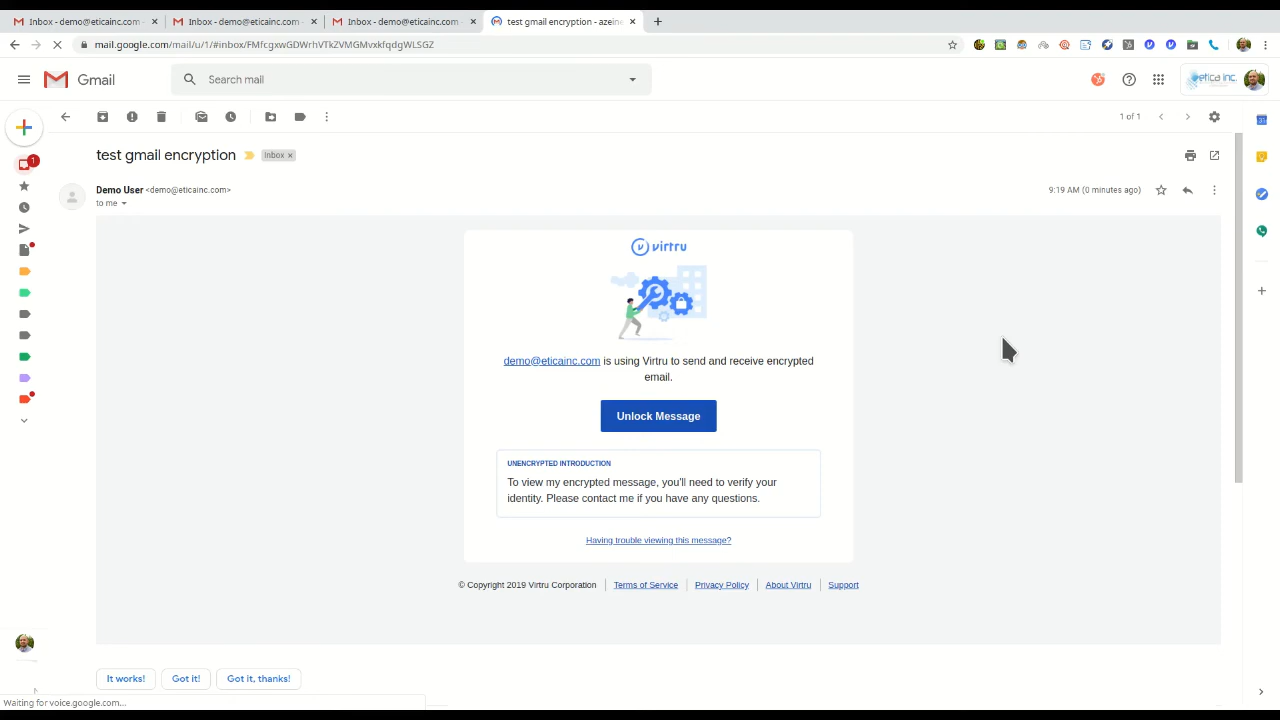 Inbox - demo@eticainc.com -
Inbox - demo@eticainc.com -
Inbox - demo@eticainc.com -
test gmail encryption - azeine
mail.google.com/mail/u/1/#inbox/FMfcgxwGDWrhVTkZVMGMvxkfqdgWLSGZ
Gmail
Search mail
etica inc.
1 of 1
1
test gmail encryption
Inbox ×
Demo User <demo@eticainc.com>
9:19 AM (0 minutes ago)
to me
virtru
demo@eticainc.com is using Virtru to send and receive encrypted
email.
Unlock Message
UNENCRYPTED INTRODUCTION
To view my encrypted message, you'll need to verify your
identity. Please contact me if you have any questions.
Having trouble viewing this message?
© Copyright 2019 Virtru Corporation
Terms of Service
Privacy Policy
About Virtru
Support
It works!
Got it!
Got it, thanks!
Waiting for voice.google.com...